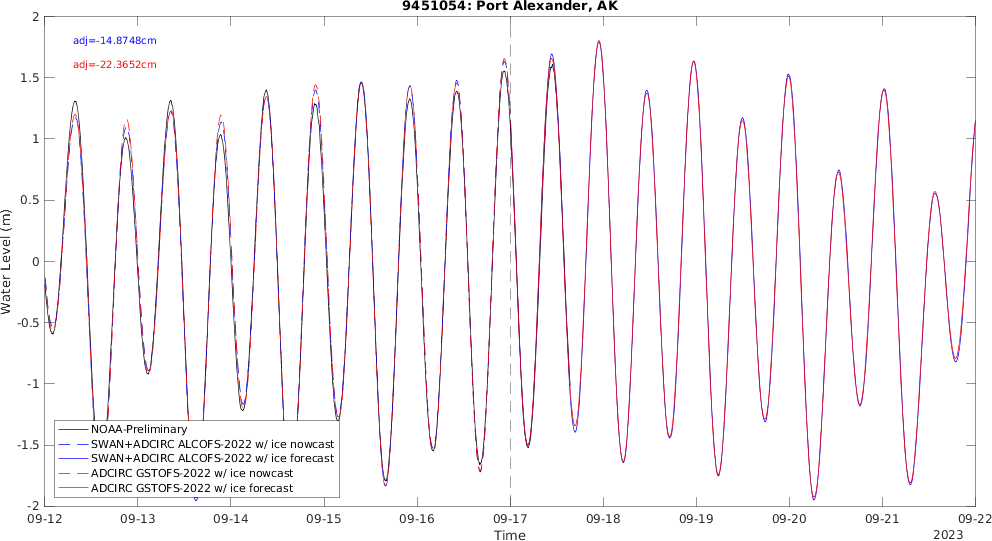 9451054: Port Alexander, AK
adj=-14.8748cm
adj=-22.3652cm
2
1.5
1
0.5
0
-0.5
-1
-1.5
-2
Water Level (m)
NOAA-Preliminary
SWAN+ADCIRC ALCOFS-2022 w/ ice nowcast
SWAN+ADCIRC ALCOFS-2022 w/ ice forecast
ADCIRC GSTOFS-2022 w/ ice nowcast
ADCIRC GSTOFS-2022 w/ ice forecast
09-12 09-13 09-14 09-15 09-16 09-17 09-18 09-19 09-20 09-21 09-22
Time
2023